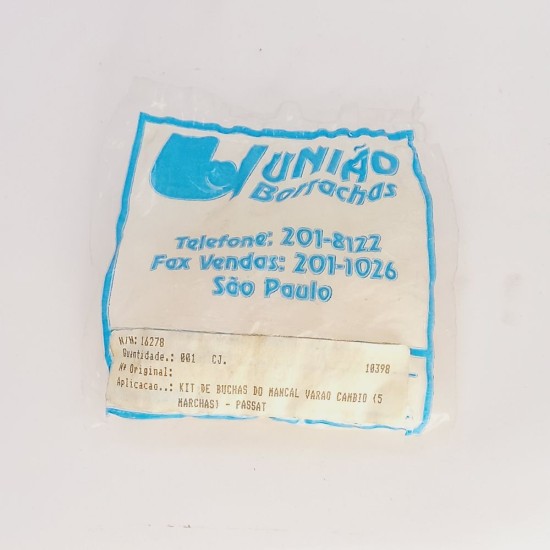 UNIÃO
Borrachas
Telefone: 201-8122
Fax Vendas: 201-1026
São Paulo
N/N: 16278
Quantidade.: 001 CJ.
Nº Original: 10398
Aplicacao..: KIT DE BUCHAS DO MANCAL VARAO CAMBIO (5
MARCHAS) - PASSAT